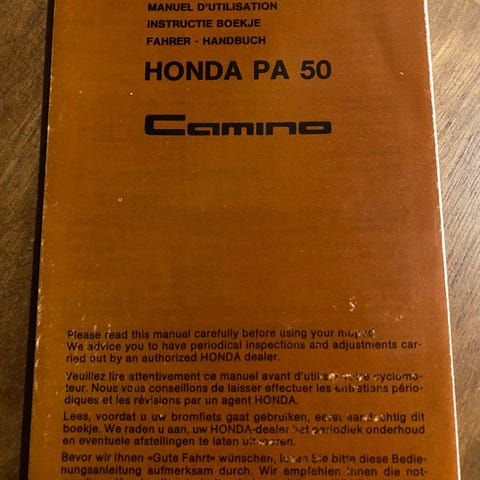 MANUEL D'UTILISATION
INSTRUCTIE BOEKJE
FAHRER - HANDBUCH
HONDA PA 50
Camino
Please read this manual carefully before using your moped.
We advice you to have periodical inspections and adjustments car-
ried out by an authorized HONDA dealer.
Veuillez lire attentivement ce manuel avant d'utiliser votre cyclomo-
teur. Nous vous conseillons de laisser effectuer les entretiens pério-
diques et les révisions par un agent HONDA.
Lees, voordat u uw bromfiets gaat gebruiken, eerst aandachtig dit
boekje. We raden u aan, uw HONDA-dealer het periodiek onderhoud
en eventuele afstellingen te laten uitvoeren.
Bevor wir Ihnen «Gute Fahrt» wünschen, lesen Sie bitte diese Bedie-
nungsanleitung aufmerksam durch. Wir empfehlen Ihnen die not-